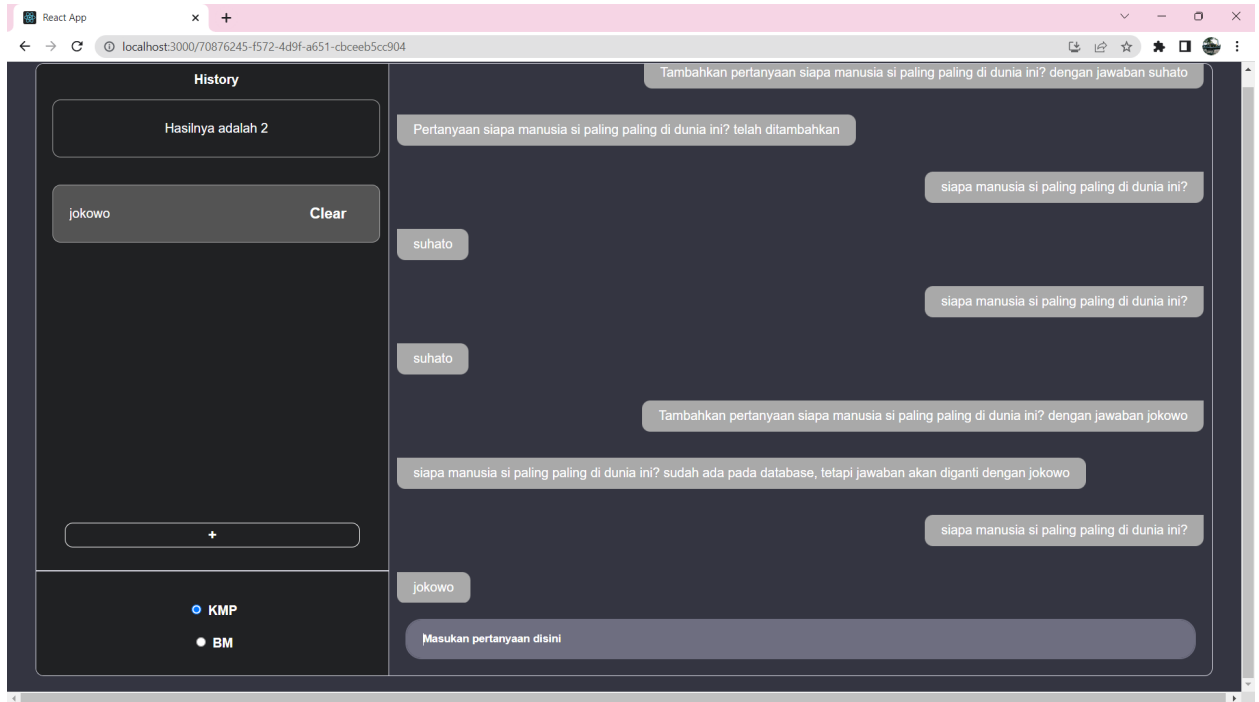 React App
localhost:3000/70876245-f572-4d9f-a651-cbceeb5cc904
History
Hasilnya adalah 2
jokowo
Clear
+
KMP
BM
Tambahkan pertanyaan siapa manusia si paling paling di dunia ini? dengan jawaban suhato
Pertanyaan siapa manusia si paling paling di dunia ini? telah ditambahkan
siapa manusia si paling paling di dunia ini?
suhato
siapa manusia si paling paling di dunia ini?
suhato
Tambahkan pertanyaan siapa manusia si paling paling di dunia ini? dengan jawaban jokowo
siapa manusia si paling paling di dunia ini? sudah ada pada database, tetapi jawaban akan diganti dengan jokowo
siapa manusia si paling paling di dunia ini?
jokowo
Masukan pertanyaan disini